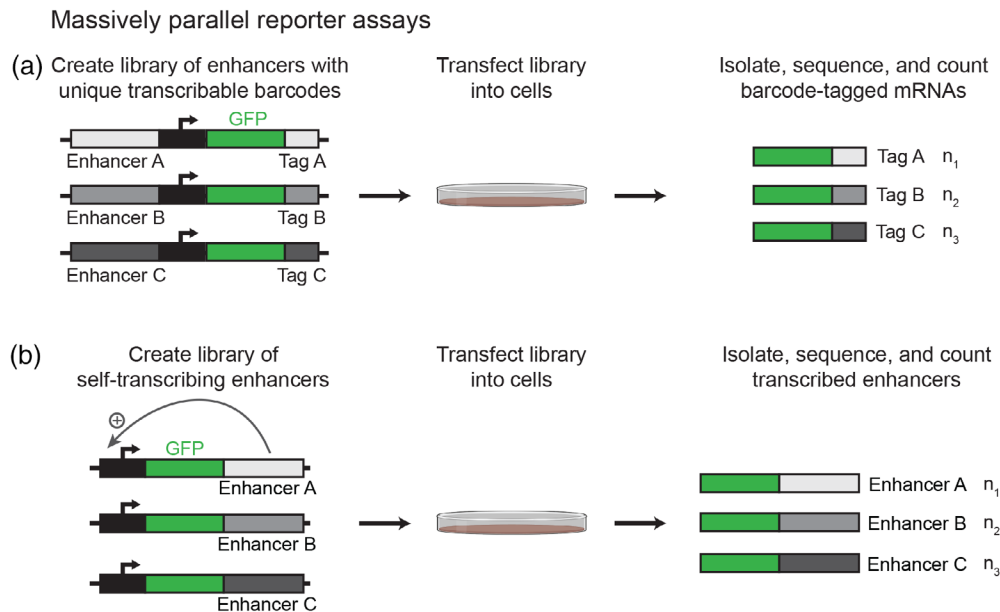 Massively parallel reporter assays
(a)
Create library of enhancers with
unique transcribable barcodes
Transfect library
into cells
Isolate, sequence, and count
barcode-tagged mRNAs
GFP
Enhancer A
Tag A
Enhancer B
Tag B
Enhancer C
Tag C
Tag A n₁
Tag B n₂
Tag C n₃
(b)
Create library of
self-transcribing enhancers
Transfect library
into cells
Isolate, sequence, and count
transcribed enhancers
+
GFP
Enhancer A
Enhancer B
Enhancer C
Enhancer A n₁
Enhancer B n₂
Enhancer C n₃